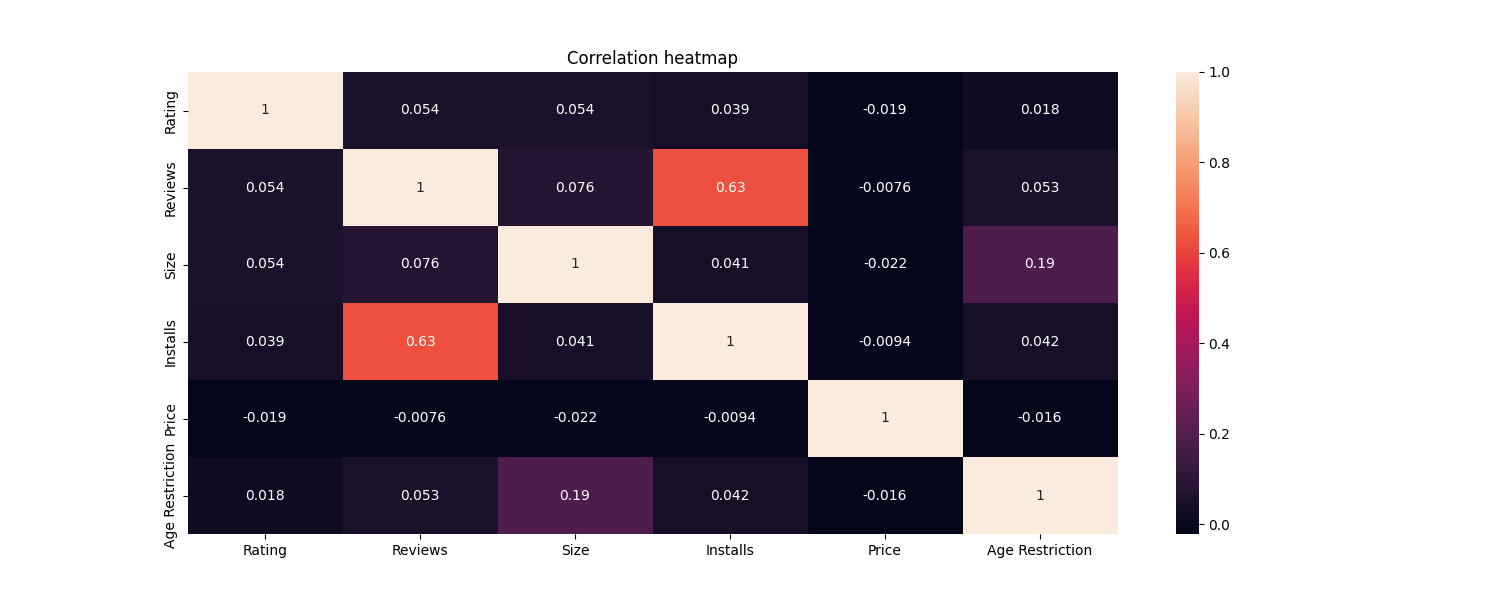 Correlation heatmap
Rating 1 0.054 0.054 0.039 -0.019 0.018
Reviews 0.054 1 0.076 0.63 -0.0076 0.053
Size 0.054 0.076 1 0.041 -0.022 0.19
Installs 0.039 0.63 0.041 1 -0.0094 0.042
Price -0.019 -0.0076 -0.022 -0.0094 1 -0.016
Age Restriction 0.018 0.053 0.19 0.042 -0.016 1
Rating Reviews Size Installs Price Age Restriction
1.0
0.8
0.6
0.4
0.2
0.0